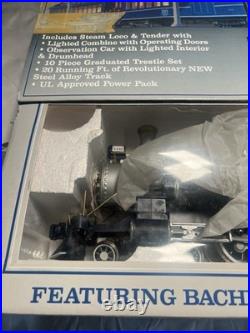 Includes Steam Loco & Tender with
• Lighted Combine with Operating Doors
• Observation Car with Lighted Interior
& Drumhead
• 10 Piece Graduated Trestle Set
• 20 Running Ft. of Revolutionary NEW
Steel Alloy Track
• UL Approved Power Pack
FEATURING BACH